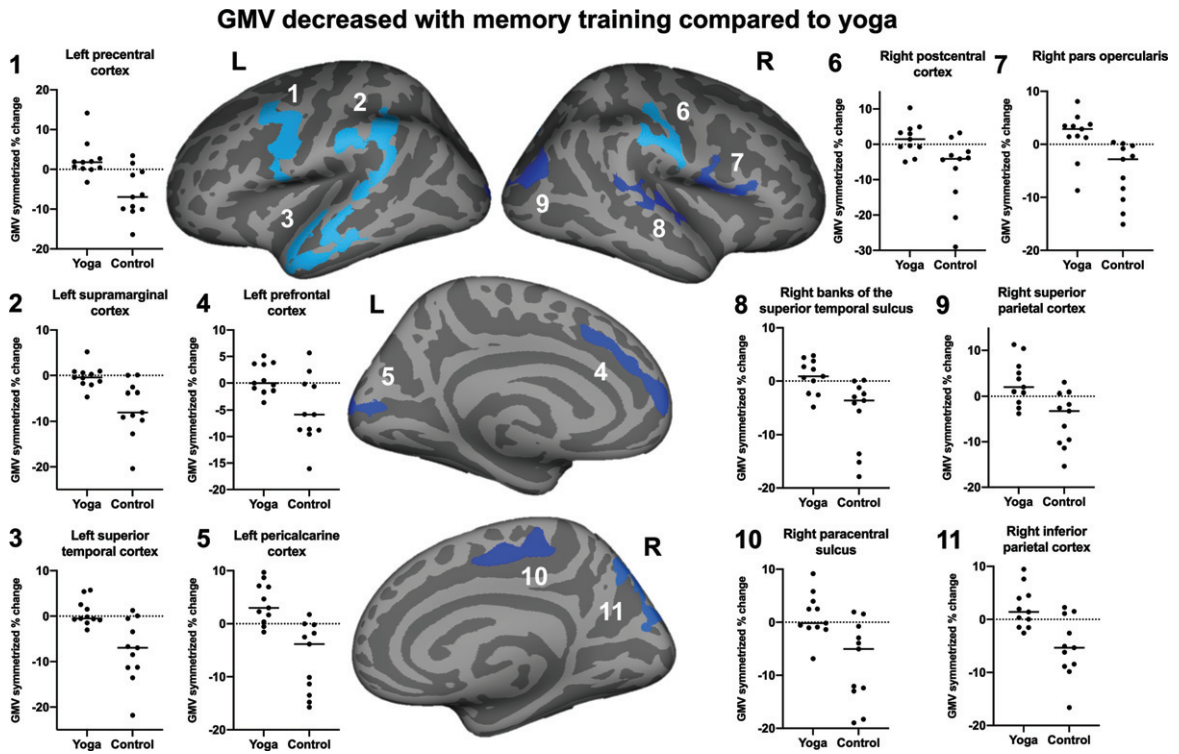 GMV decreased with memory training compared to yoga
1
Left precentral
cortex
GMV symmetrized % change
20
10
0
-10
-20
Yoga
Control
L
1
2
3
R
6
7
8
9
6
Right postcentral
cortex
GMV symmetrized % change
10
0
-10
-20
-30
Yoga
Control
7
Right pars opercularis
GMV symmetrized % change
10
0
-10
-20
Yoga
Control
2
Left supramarginal
cortex
GMV symmetrized % change
10
0
-10
-20
Yoga
Control
4
Left prefrontal
cortex
GMV symmetrized % change
10
5
0
-5
-10
-15
-20
Yoga
Control
L
5
4
8
Right banks of the
superior temporal sulcus
GMV symmetrized % change
10
0
-10
-20
Yoga
Control
9
Right superior
parietal cortex
GMV symmetrized % change
10
0
-10
-20
Yoga
Control
3
Left superior
temporal cortex
GMV symmetrized % change
10
0
-10
-20
Yoga
Control
5
Left pericalcarine
cortex
GMV symmetrized % change
10
0
-10
-20
Yoga
Control
R
10
11
10
Right paracentral
sulcus
GMV symmetrized % change
10
0
-10
-20
Yoga
Control
11
Right inferior
parietal cortex
GMV symmetrized % change
10
0
-10
-20
Yoga
Control